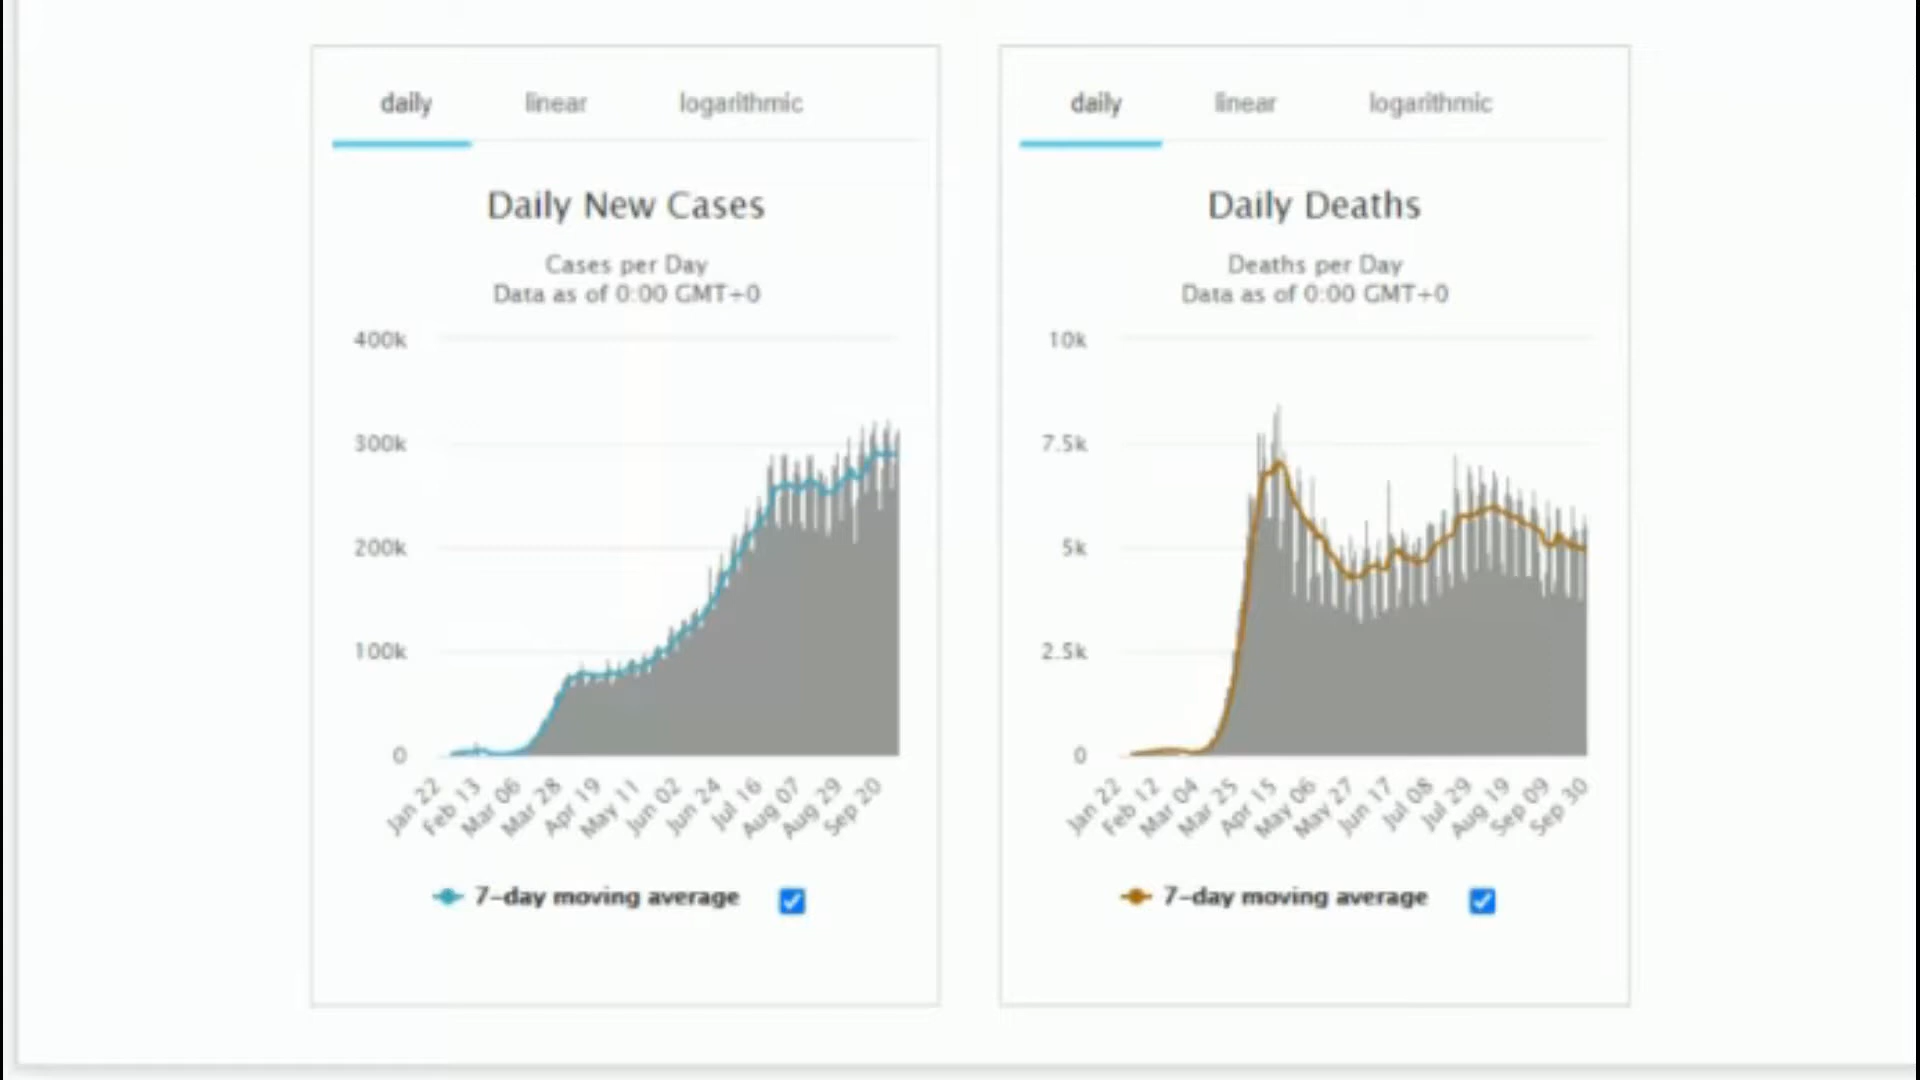 daily linear logarithmic
Daily New Cases
Cases per Day
Data as of 0:00 GMT+0
400k
300k
200k
100k
0
Jan 22
Feb 13
Mar 06
Mar 28
Apr 19
May 11
Jun 02
Jun 24
Jul 16
Aug 07
Aug 29
Sep 20
7-day moving average
daily linear logarithmic
Daily Deaths
Deaths per Day
Data as of 0:00 GMT+0
10k
7.5k
5k
2.5k
0
Jan 22
Feb 12
Mar 04
Mar 25
Apr 15
May 06
May 27
Jun 17
Jul 08
Jul 29
Aug 19
Sep 09
Sep 30
7-day moving average